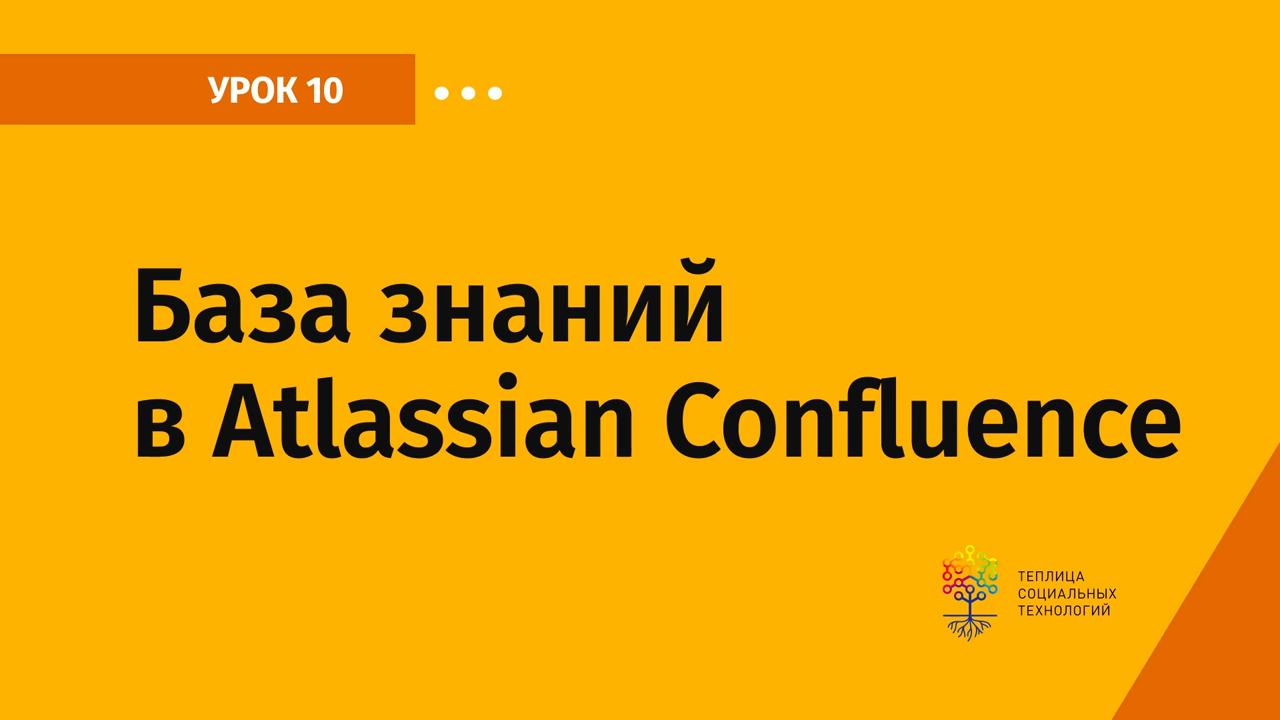 УРОК 10
База знаний
в Atlassian Confluence
ТЕПЛИЦА
СОЦИАЛЬНЫХ
ТЕХНОЛОГИЙ